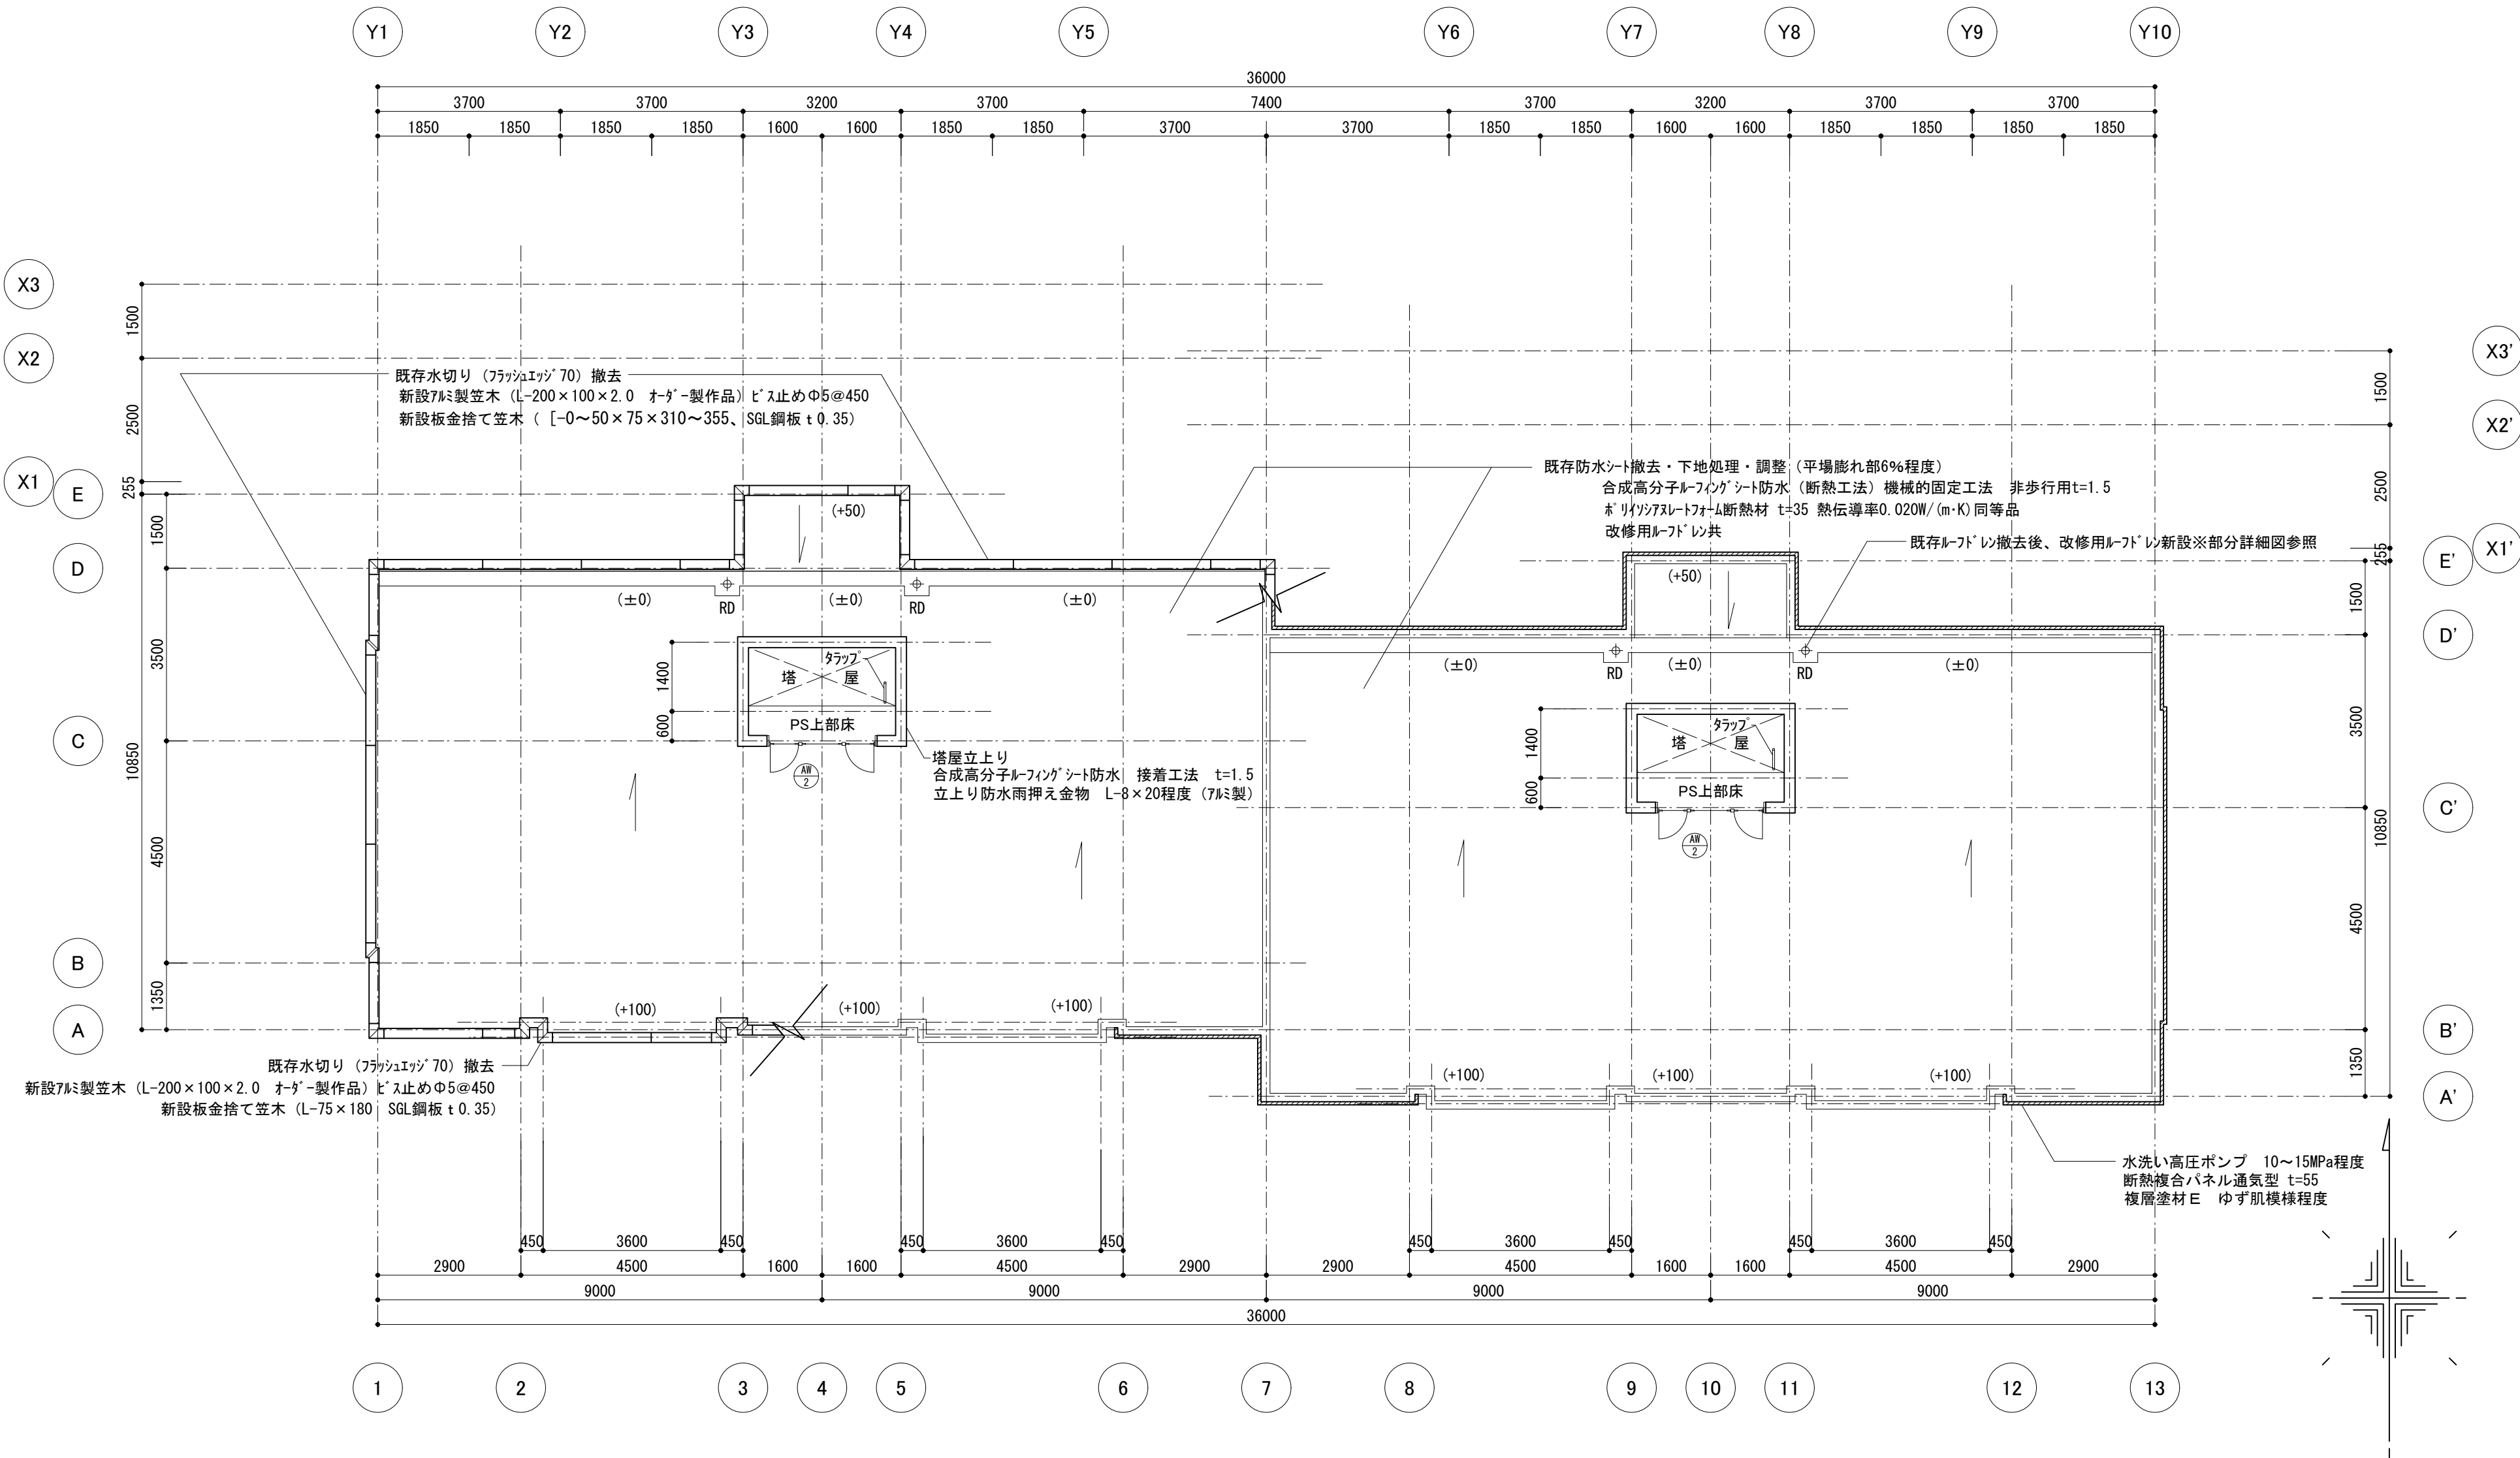 Y1 Y2 Y3 Y4 Y5 Y6 Y7 Y8 Y9 Y10
36000
3700 3700 3200 3700 7400 3700 3200 3700 3700
1850 1850 1850 1850 1600 1600 1850 1850 3700 3700 1850 1850 1600 1600 1850 1850 1850 1850
X3
X2
X1
E
D
C
B
A
1500
2500
255
10850
1500
3500
4500
1350
既存水切り（フラッシュエッジ70）撤去
新設アルミ製笠木（L-200×100×2.0　オーダー製作品）ビス止めΦ5@450
新設板金捨て笠木（［-0～50×75×310～355、SGL鋼板ｔ0.35）
既存防水シート撤去・下地処理・調整（平場膨れ部6%程度）
合成高分子ルーフィングシート防水（断熱工法）機械的固定工法　非歩行用t=1.5
ポリイソシアヌレートフォーム断熱材 t=35 熱伝導率0.020W/(m･K)同等品
改修用ルーフドレン共
既存ルーフドレン撤去後、改修用ルーフドレン新設※部分詳細図参照
(+50)
(±0) RD (±0) RD (±0)
1400
600
タラップ
塔 屋
PS上部床
AW
2
塔屋立上り
合成高分子ルーフィングシート防水　接着工法　t=1.5
立上り防水雨押え金物　L-8×20程度（アルミ製）
(+50)
(±0) RD (±0) RD (±0)
1400
600
タラップ
塔 屋
PS上部床
AW
2
X3'
X2'
X1'
E'
D'
C'
B'
A'
1500
2500
255
10850
1500
3500
4500
1350
(+100) (+100) (+100)
(+100) (+100) (+100)
既存水切り（フラッシュエッジ70）撤去
新設アルミ製笠木（L-200×100×2.0　オーダー製作品）ビス止めΦ5@450
新設板金捨て笠木（L-75×180　SGL鋼板ｔ0.35）
水洗い高圧ポンプ　10～15MPa程度
断熱複合パネル通気型 t=55
複層塗材Ｅ　ゆず肌模様程度
450 3600 450 450 3600 450 450 3600 450 450 3600 450
2900 4500 1600 1600 4500 2900 2900 4500 1600 1600 4500 2900
9000 9000 9000 9000
36000
1 2 3 4 5 6 7 8 9 10 11 12 13